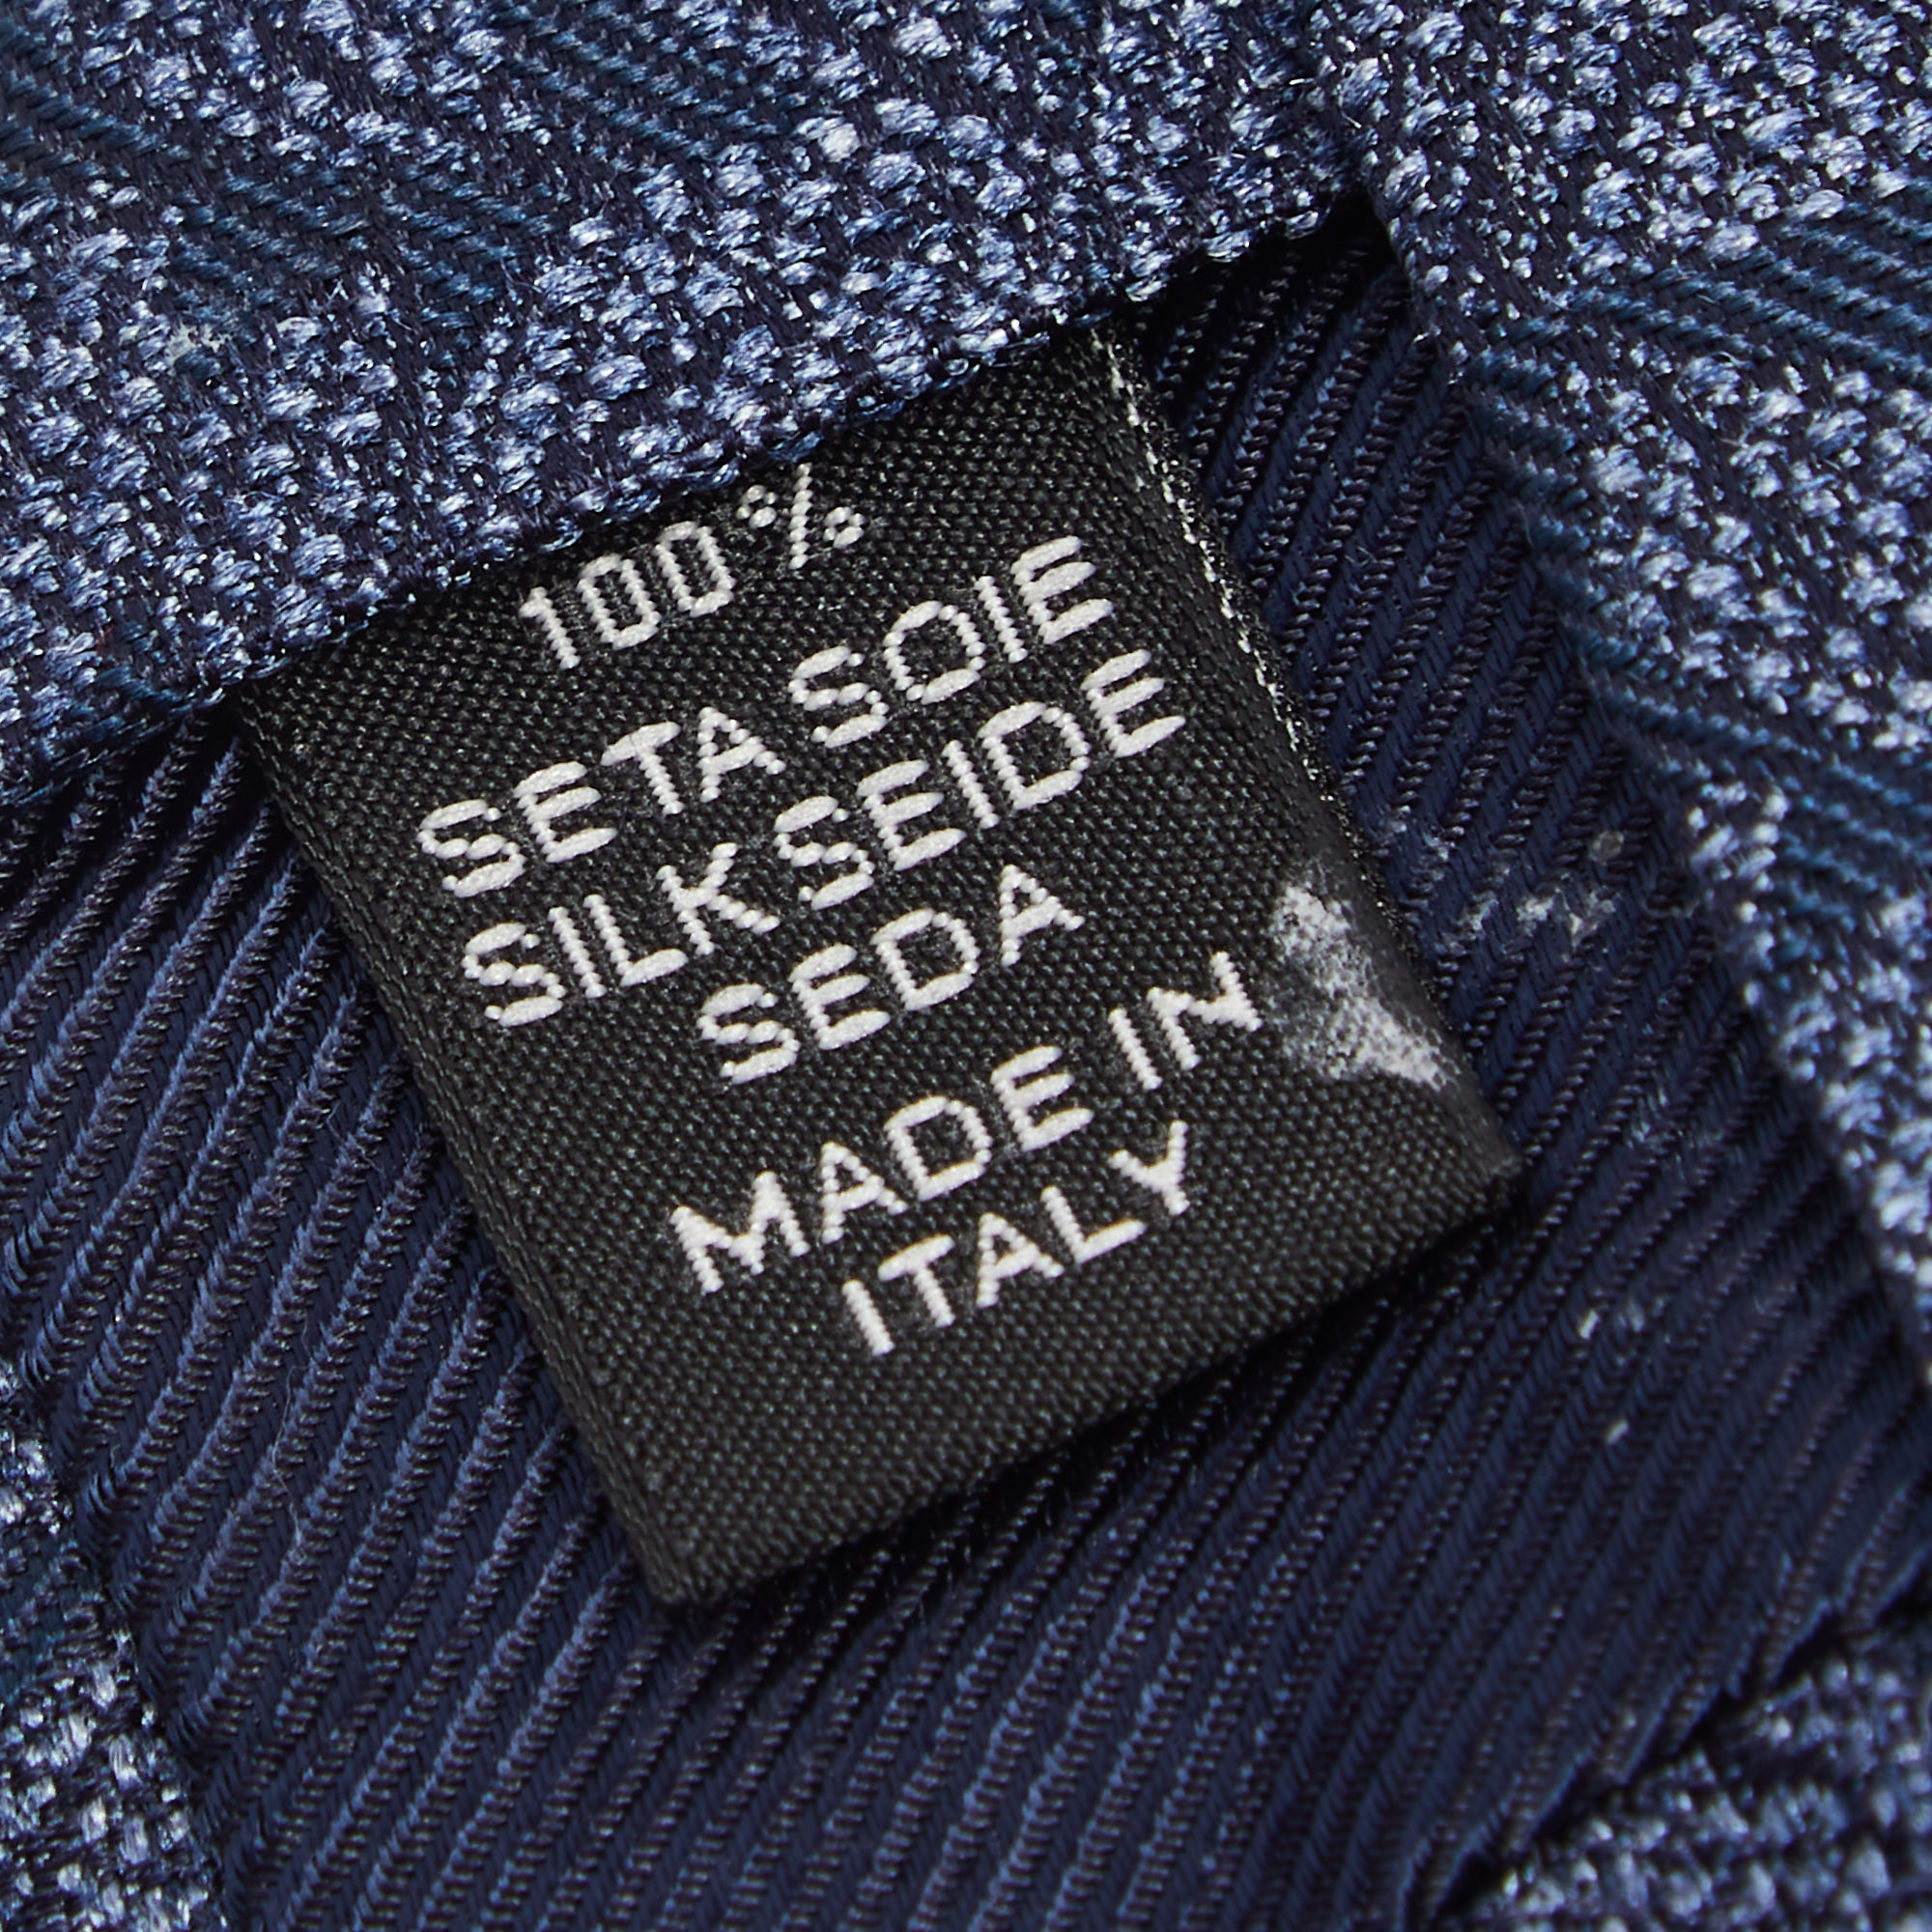 100%
SETA SOIE
SILK SEIDE
SEDA
MADE IN
ITALY